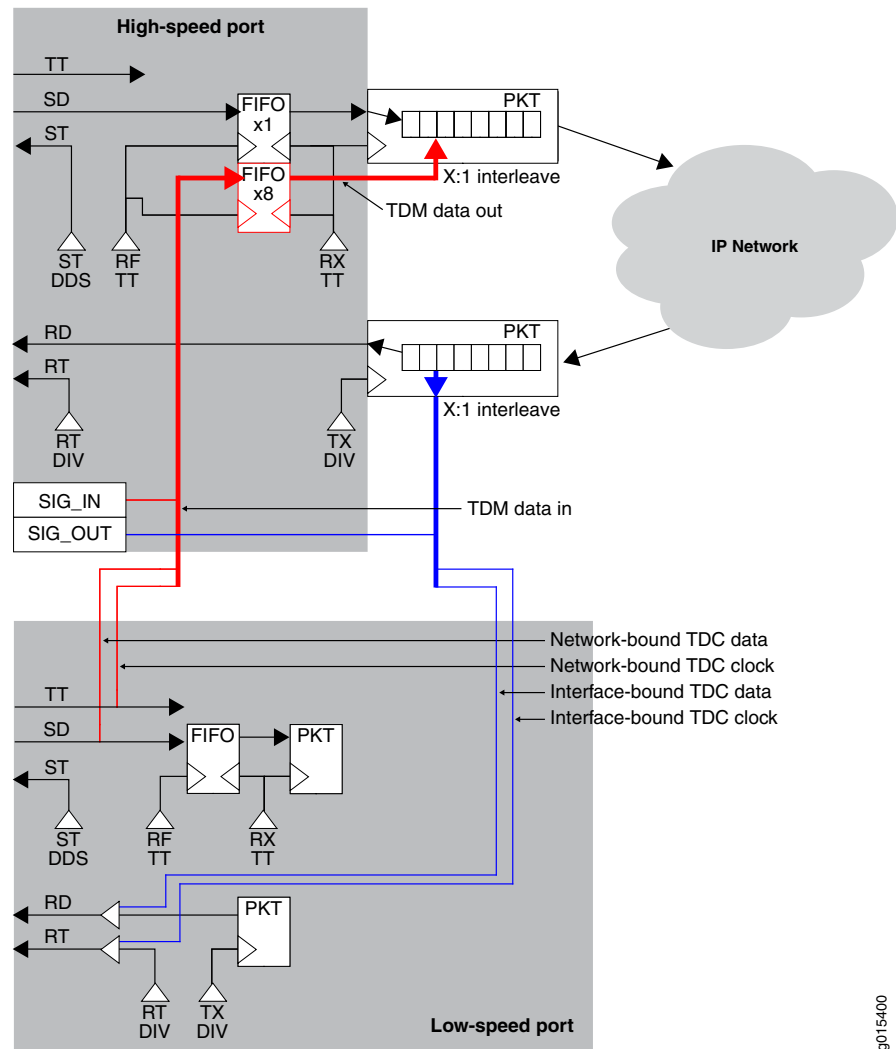 High-speed port
TT
SD
ST
FIFO
x1
PKT
X:1 interleave
FIFO
x8
TDM data out
ST
DDS
RF
TT
RX
TT
IP Network
RD
PKT
RT
X:1 interleave
RT
DIV
TX
DIV
SIG_IN
TDM data in
SIG_OUT
Network-bound TDC data
Network-bound TDC clock
Interface-bound TDC data
Interface-bound TDC clock
TT
SD
FIFO
PKT
ST
ST
DDS
RF
TT
RX
TT
RD
PKT
RT
RT
DIV
TX
DIV
Low-speed port
g015400